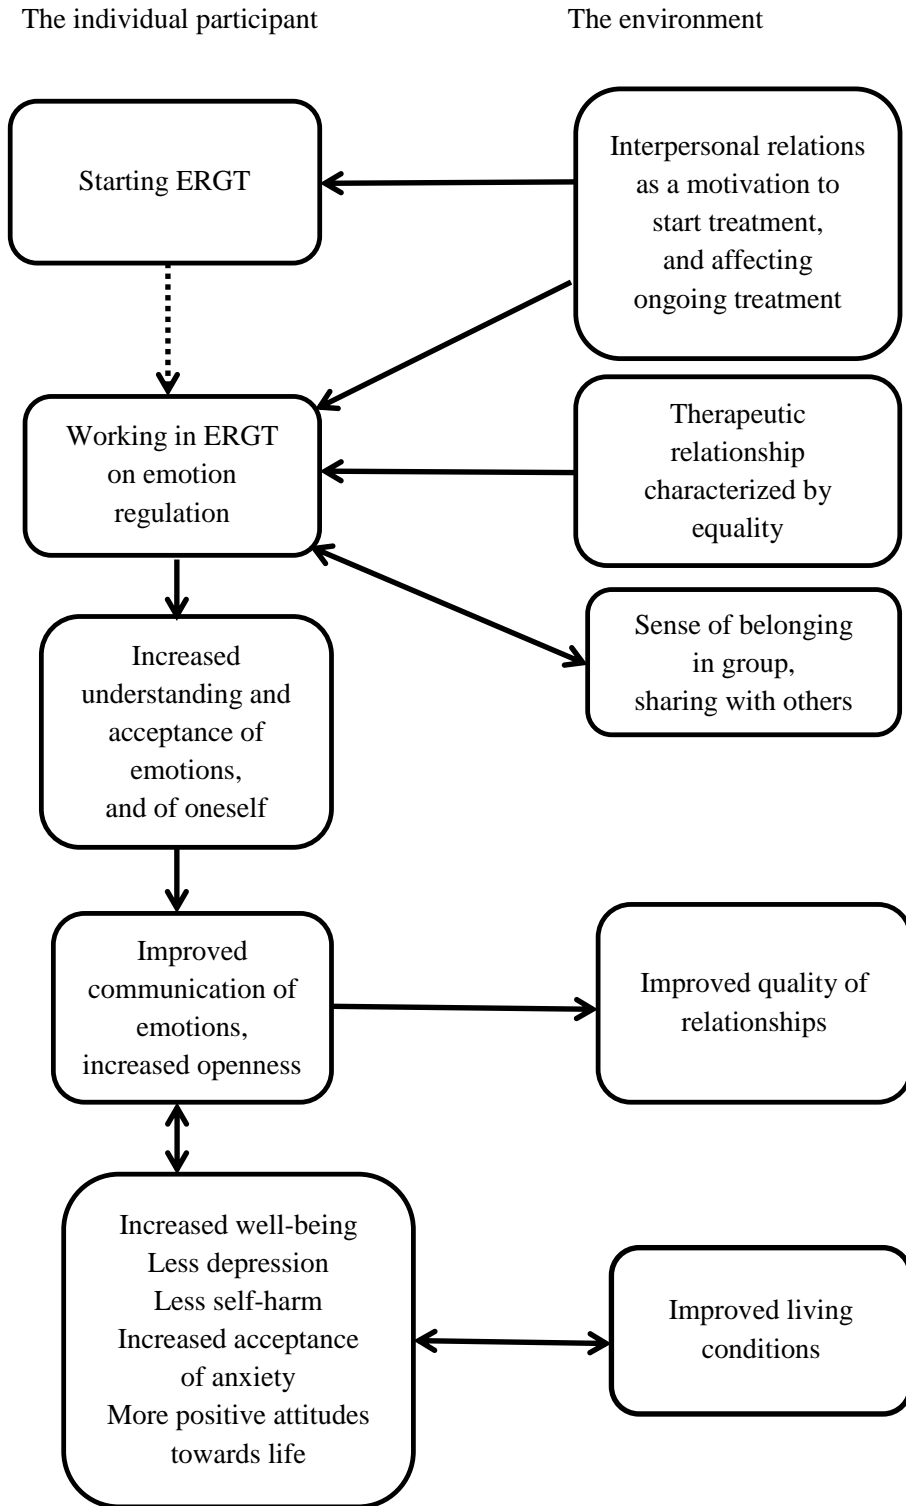 The individual participant
The environment
Starting ERGT
Interpersonal relations
as a motivation to
start treatment,
and affecting
ongoing treatment
Working in ERGT
on emotion
regulation
Therapeutic
relationship
characterized by
equality
Sense of belonging
in group,
sharing with others
Increased
understanding and
acceptance of
emotions,
and of oneself
Improved
communication of
emotions,
increased openness
Improved quality of
relationships
Increased well-being
Less depression
Less self-harm
Increased acceptance
of anxiety
More positive attitudes
towards life
Improved living
conditions